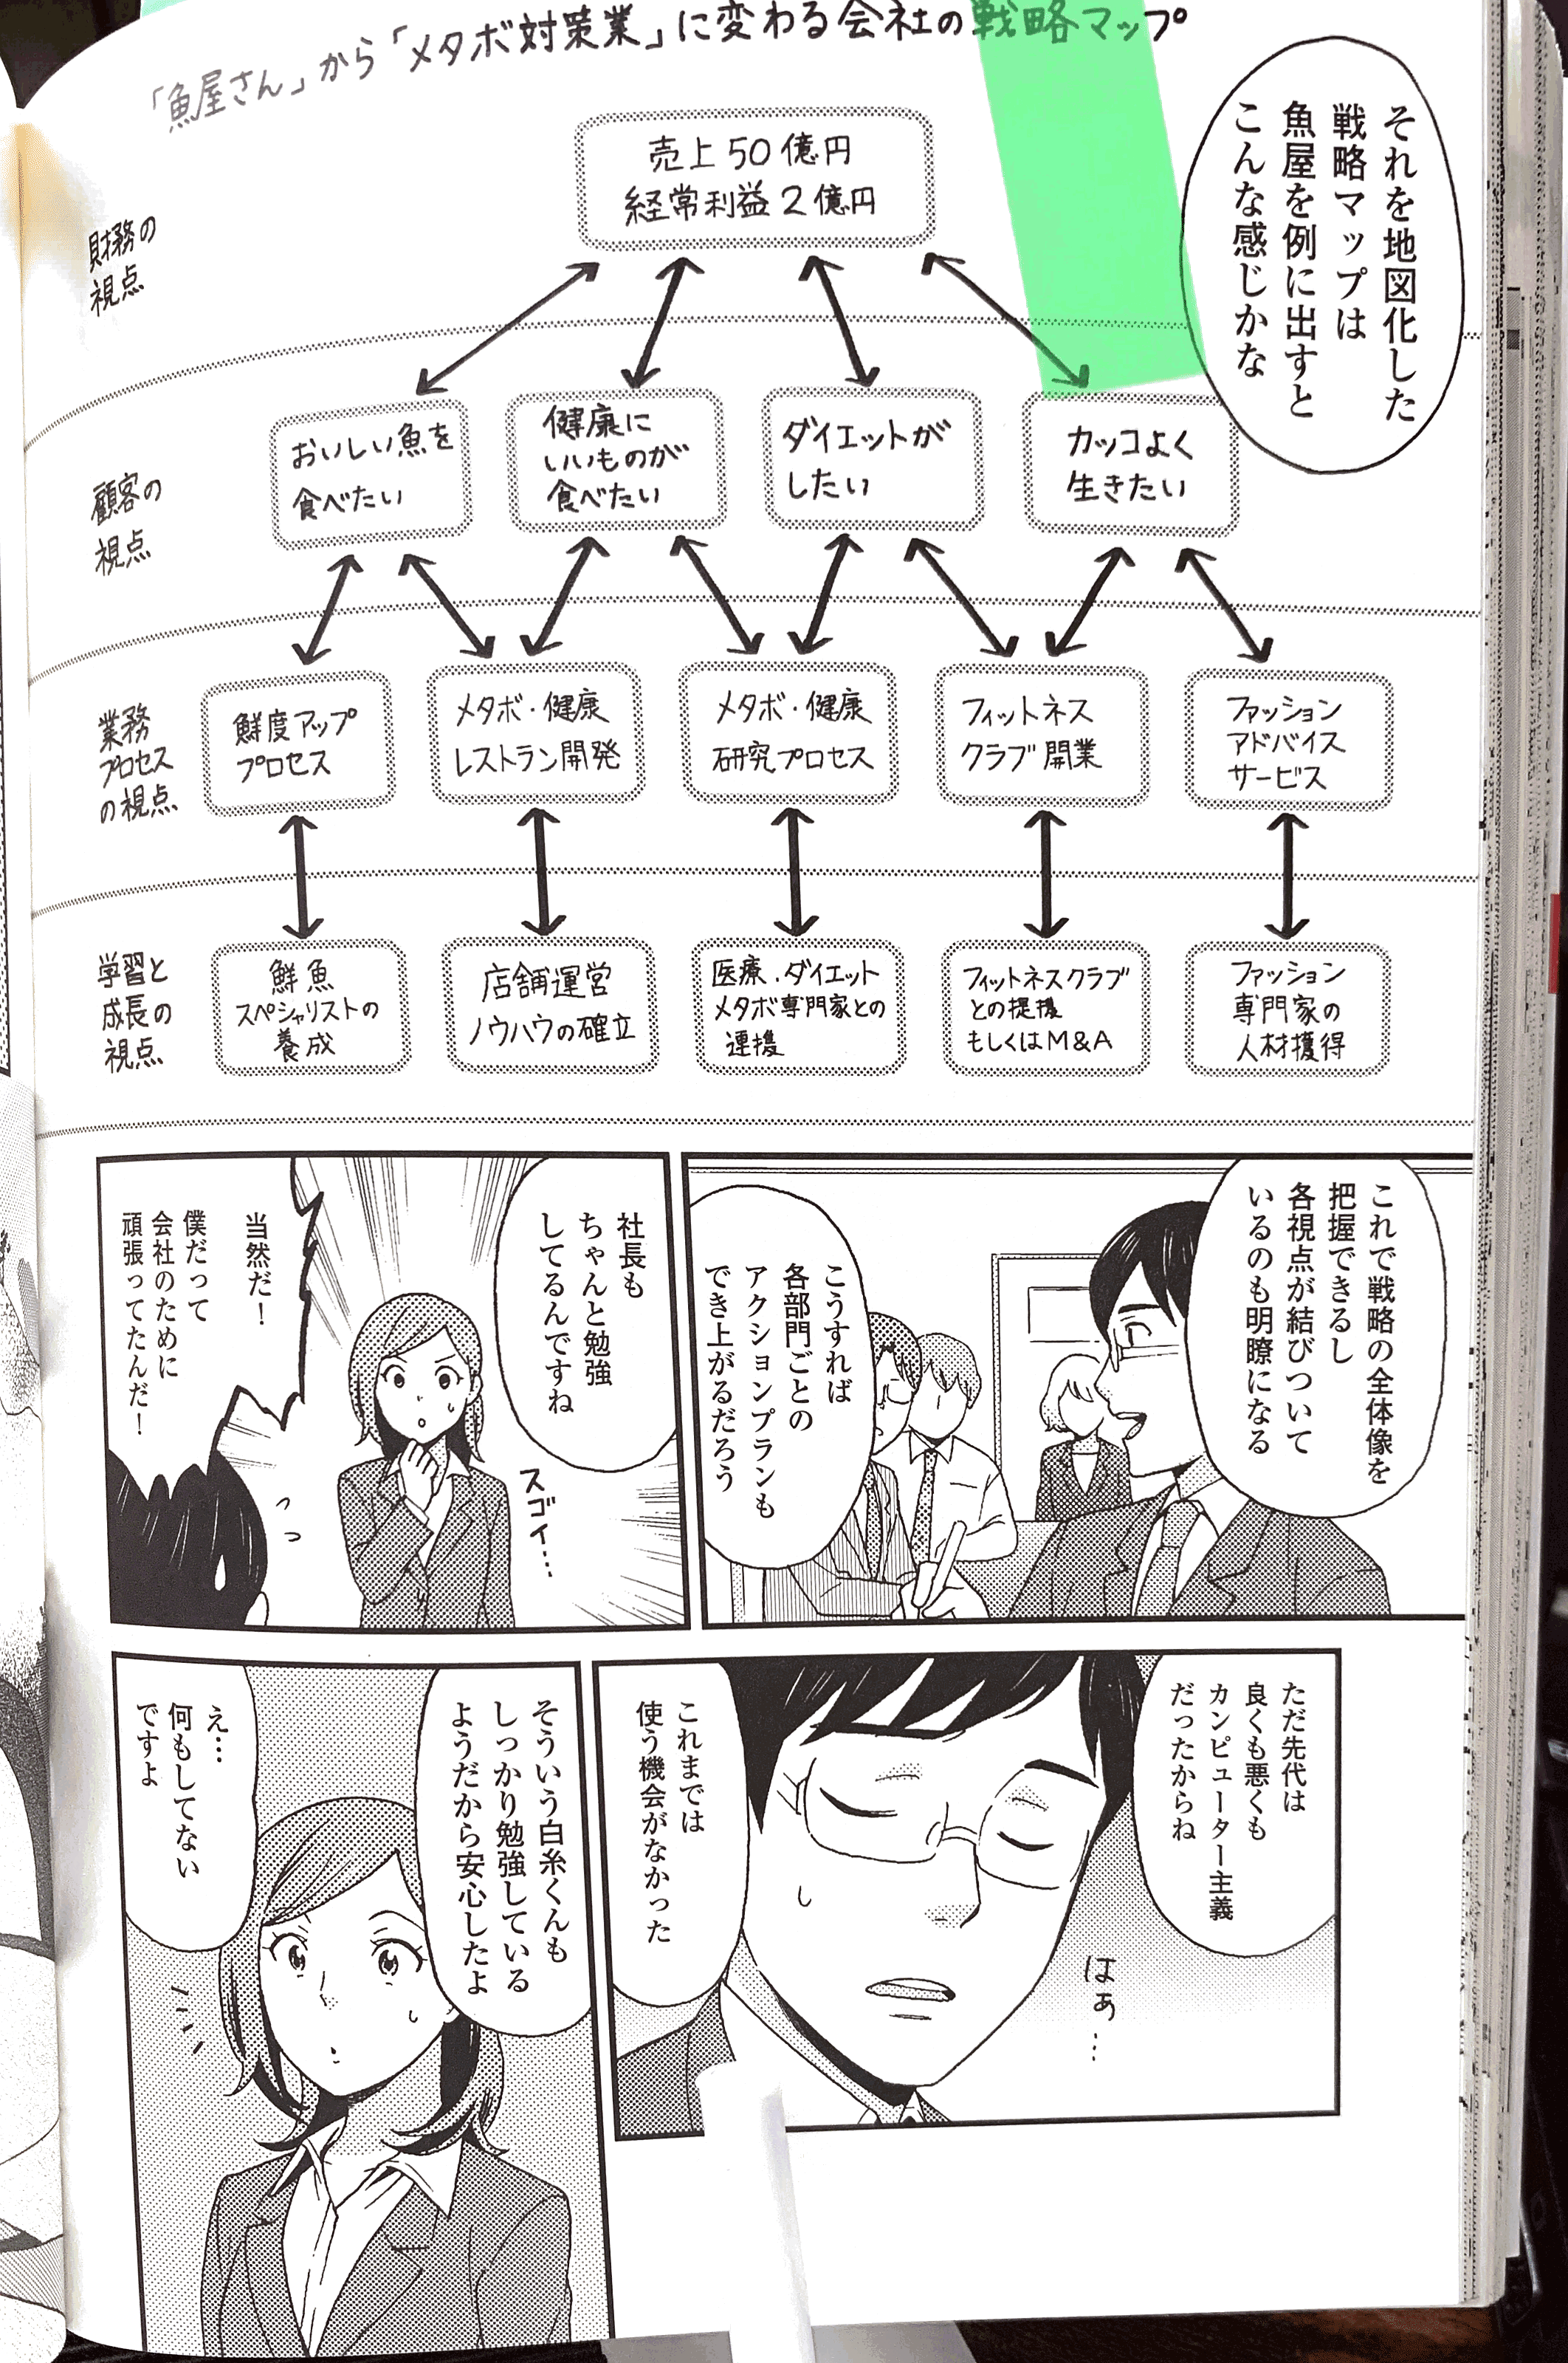 「魚屋さん」から「メタボ対策業」に変わる会社の戦略マップ
それを地図化した
戦略マップは
魚屋を例に出すと
こんな感じかな
財務の
視点
売上50億円
経常利益2億円
顧客の
視点
おいしい魚を
食べたい
健康に
いいものが
食べたい
ダイエットが
したい
カッコよく
生きたい
業務
プロセス
の視点
鮮度アップ
プロセス
メタボ・健康
レストラン開発
メタボ・健康
研究プロセス
フィットネス
クラブ開業
ファッション
アドバイス
サービス
学習と
成長の
視点
鮮魚
スペシャリストの
養成
店舗運営
ノウハウの確立
医療・ダイエット
メタボ専門家との
連携
フィットネスクラブ
との提携
もしくはM&A
ファッション
専門家の
人材獲得
これで戦略の全体像を
把握できるし
各視点が結びついて
いるのも明瞭になる
こうすれば
各部門ごとの
アクションプランも
でき上がるだろう
社長も
ちゃんと勉強
してるんですね
スゴイ…
当然だ！
僕だって
会社のために
頑張ってたんだ！
ただ先代は
良くも悪くも
カンピューター主義
だったからね
はぁ…
これまでは
使う機会がなかった
そういう白糸くんも
しっかり勉強している
ようだから安心したよ
え…
何もしてない
ですよ